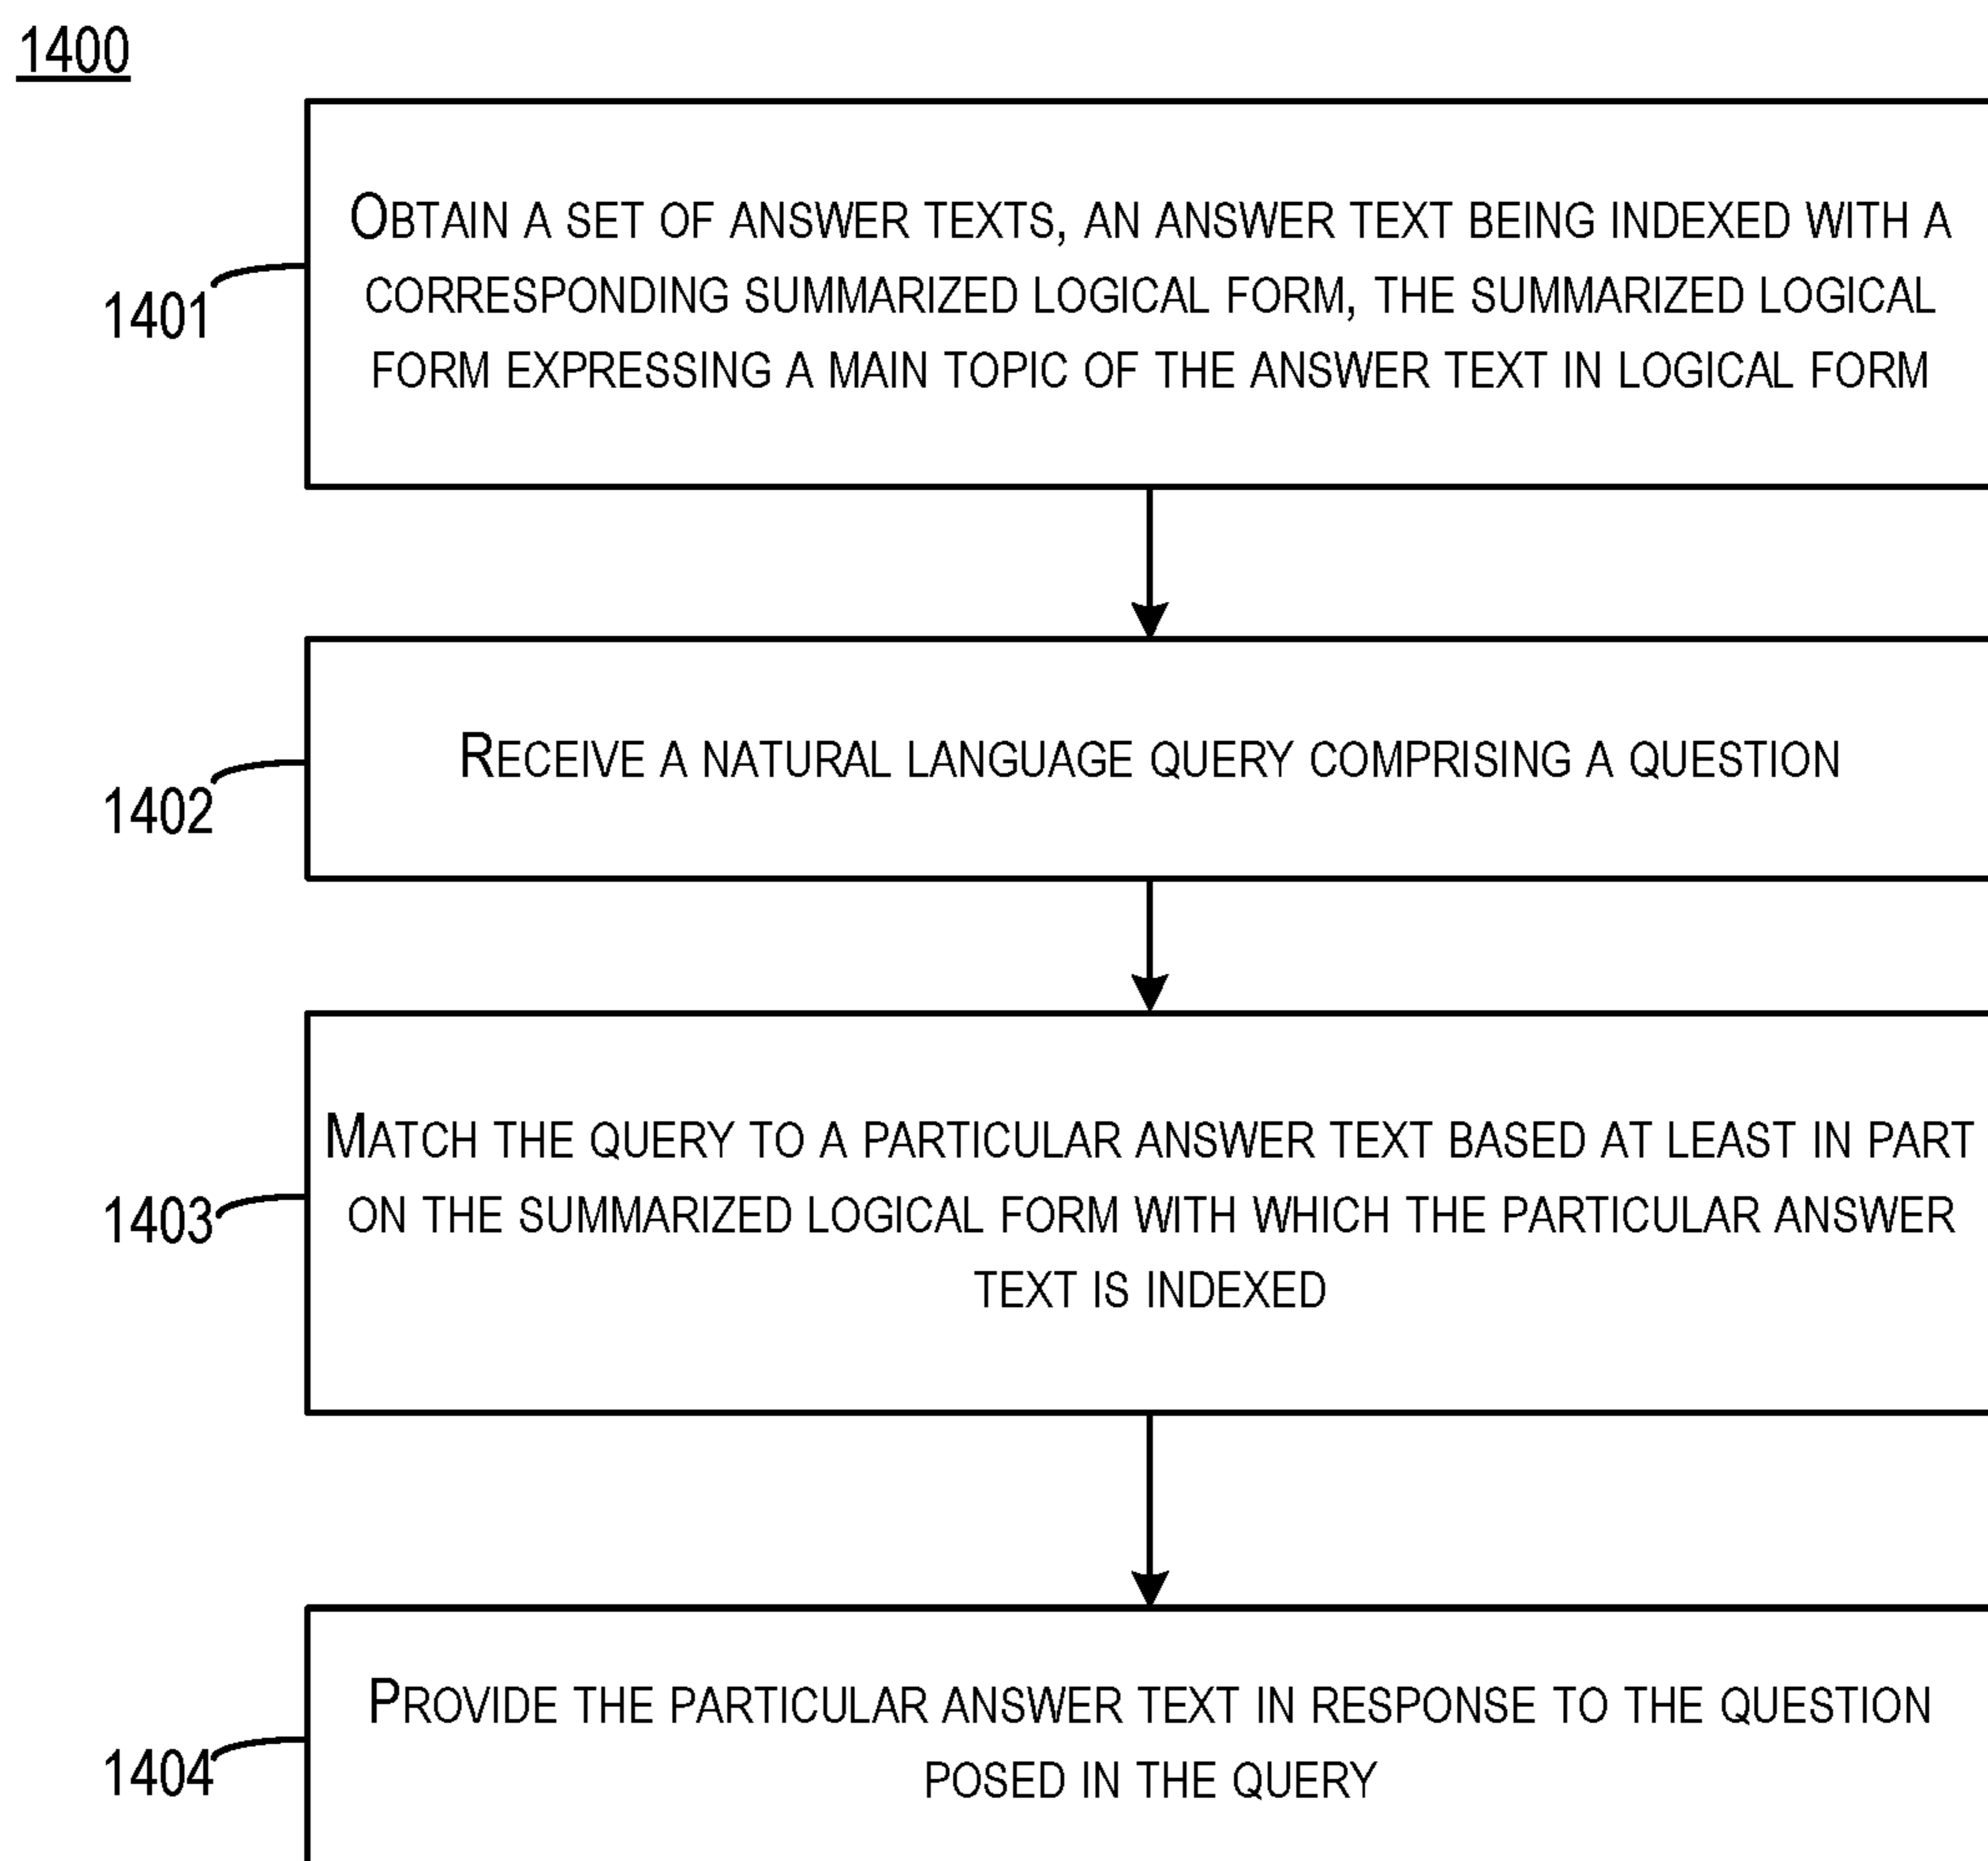 1400
OBTAIN A SET OF ANSWER TEXTS, AN ANSWER TEXT BEING INDEXED WITH A
CORRESPONDING SUMMARIZED LOGICAL FORM, THE SUMMARIZED LOGICAL
FORM EXPRESSING A MAIN TOPIC OF THE ANSWER TEXT IN LOGICAL FORM
1401
RECEIVE A NATURAL LANGUAGE QUERY COMPRISING A QUESTION
1402
MATCH THE QUERY TO A PARTICULAR ANSWER TEXT BASED AT LEAST IN PART
ON THE SUMMARIZED LOGICAL FORM WITH WHICH THE PARTICULAR ANSWER
TEXT IS INDEXED
1403
PROVIDE THE PARTICULAR ANSWER TEXT IN RESPONSE TO THE QUESTION
POSED IN THE QUERY
1404